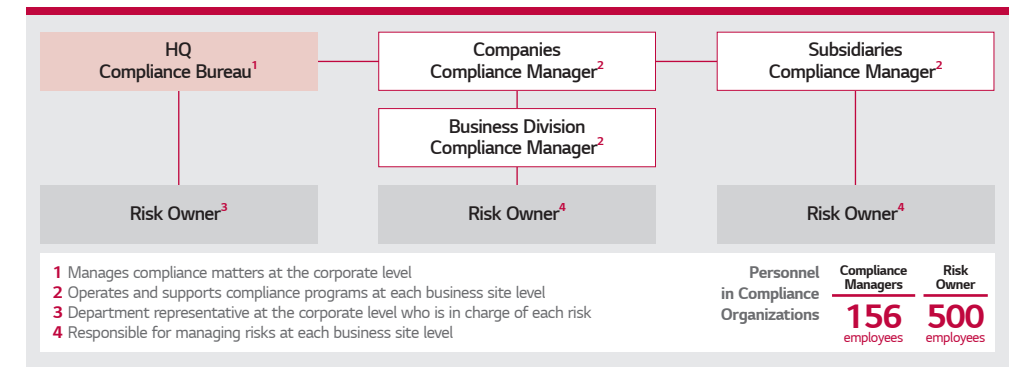 HQ
Compliance Bureau1
Companies
Compliance Manager2
Subsidiaries
Compliance Manager2
Business Division
Compliance Manager2
Risk Owner3
Risk Owner4
Risk Owner4
1 Manages compliance matters at the corporate level
2 Operates and supports compliance programs at each business site level
3 Department representative at the corporate level who is in charge of each risk
4 Responsible for managing risks at each business site level
Personnel
in Compliance
Organizations
Compliance
Managers
156
employees
Risk
Owner
500
employees